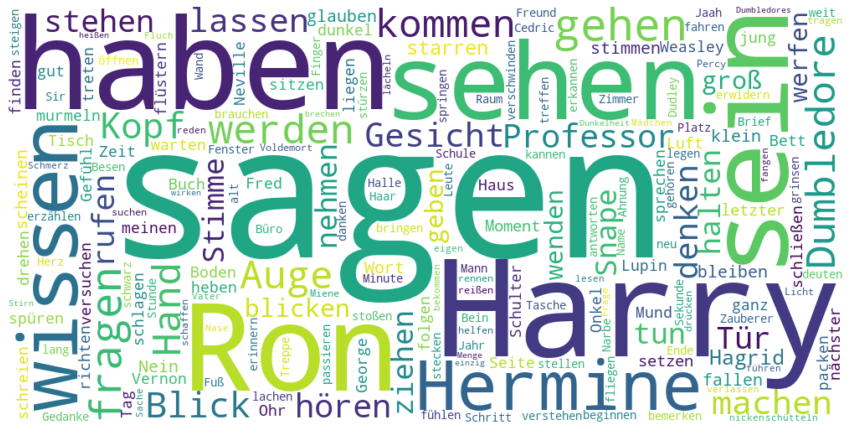 haben
sagen
Harry
sehen
sein
Ron
wissen
Hermine
stehen
lassen
glauben
kommen
gehen
Freund
Cedric
Jaah
Dumbledores
weit
tragen
steigen
heißen
Fluch
dunkel
starren
stimmen
Weasley
fahren
jung
werfen
finden
gut
öffnen
treten
flüstern
Wand
Neville
Finger
lächeln
liegen
sitzen
stürzen
Percy
erwidern
groß
Sir
murmeln
brauchen
brechen
springen
verschwinden
treffen
erkennen
Raum
Zimmer
Dudley
Dunkelheit
Mädchen
Brief
klein
Bett
Dumbledore
Kopf
werden
Gesicht
Professor
Luft
Platz
Tisch
Zeit
warten
reden
Fenster
Voldemort
Schule
kannen
legen
fangen
grinsen
scheinen
Schmerz
Besen
Gefühl
rufen
Buch
Fred
alt
Halle
Haar
Leute
Haus
sprechen
gehören
Ahnung
halten
letzter
schließen
erzählen
suchen
wirken
meinen
Stimme
Büro
danken
nehmen
bringen
geben
eigen
Moment
wenden
antworten
Name
Snape
denken
neu
deuten
drehen
Herz
versuchen
Hand
Auge
Wort
Minute
Mann
rennen
reißen
Lupin
bleiben
Licht
spüren
schwarz
Boden
heben
blicken
folgen
bekommen
Schulter
lesen
Tasche
Onkel
Mund
Sekunde
drücken
ganz
Zauberer
Tür
nächster
Stirn
richten
Stunde
schlagen
schaffen
Vater
Miene
stoßen
Bein
helfen
Frage
tun
fragen
Nein
Nase
erinnern
passieren
Jahr
stecken
Narbe
Ende
Hagrid
packen
schreien
lang
Vernon
Treppe
George
ziehen
Seite
Menge
einzig
stellen
fliegen
setzen
fallen
verlassen
führen
Gedanke
Tag
Sache
Fuß
Blick
lachen
Ohr
hören
fühlen
Schritt
verstehen
beginnen
bemerken
machen
nicken
schütteln